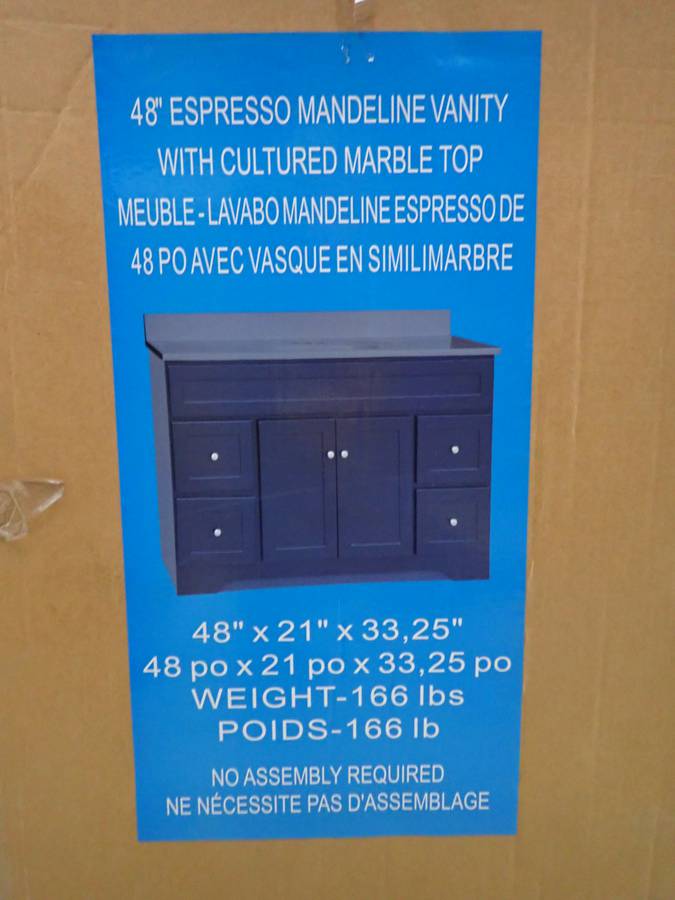 48" ESPRESSO MANDELINE VANITY
WITH CULTURED MARBLE TOP
MEUBLE - LAVABO MANDELINE ESPRESSO DE
48 PO AVEC VASQUE EN SIMILIMARBRE
48" x 21" x 33,25"
48 po x 21 po x 33,25 po
WEIGHT-166 lbs
POIDS-166 lb
NO ASSEMBLY REQUIRED
NE NÉCESSITE PAS D'ASSEMBLAGE